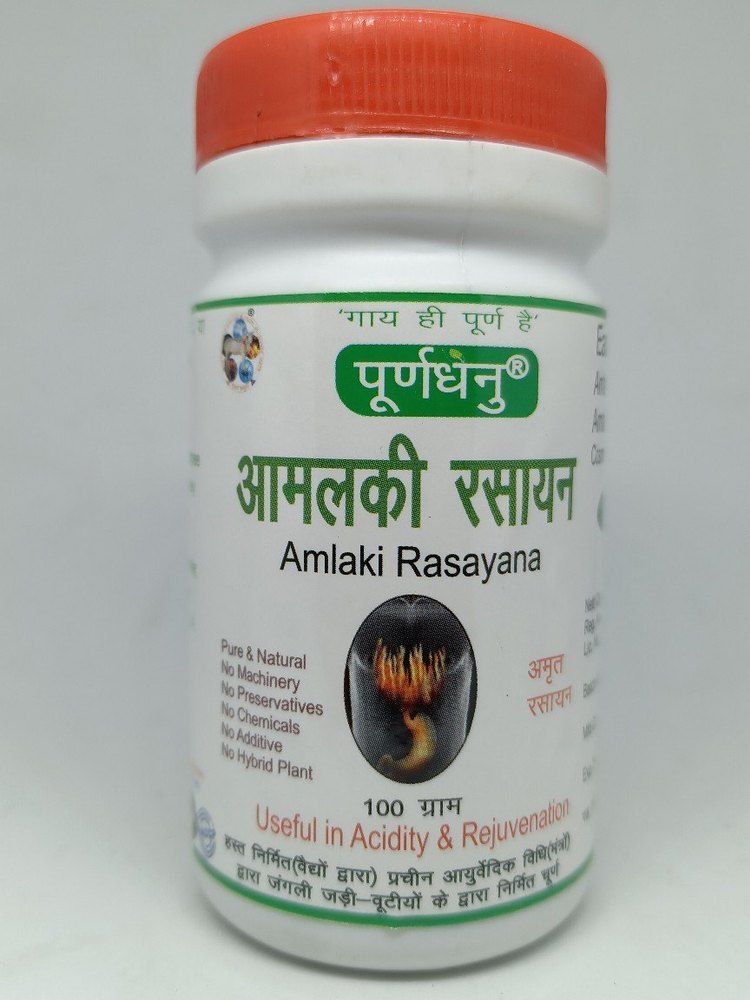 'गाय ही पूर्ण है'
पूर्णधेनु®
आमलकी रसायन
Amlaki Rasayana
Pure & Natural
No Machinery
No Preservatives
No Chemicals
No Additive
No Hybrid Plant
अमृत
रसायन
100 ग्राम
Useful in Acidity & Rejuvenation
हस्त निर्मित(वैद्यों द्वारा) प्रचीन आयुर्वेदिक विधि(मंत्रों)
द्वारा जंगली जड़ी–वूटीयों के द्वारा निर्मित चूर्ण